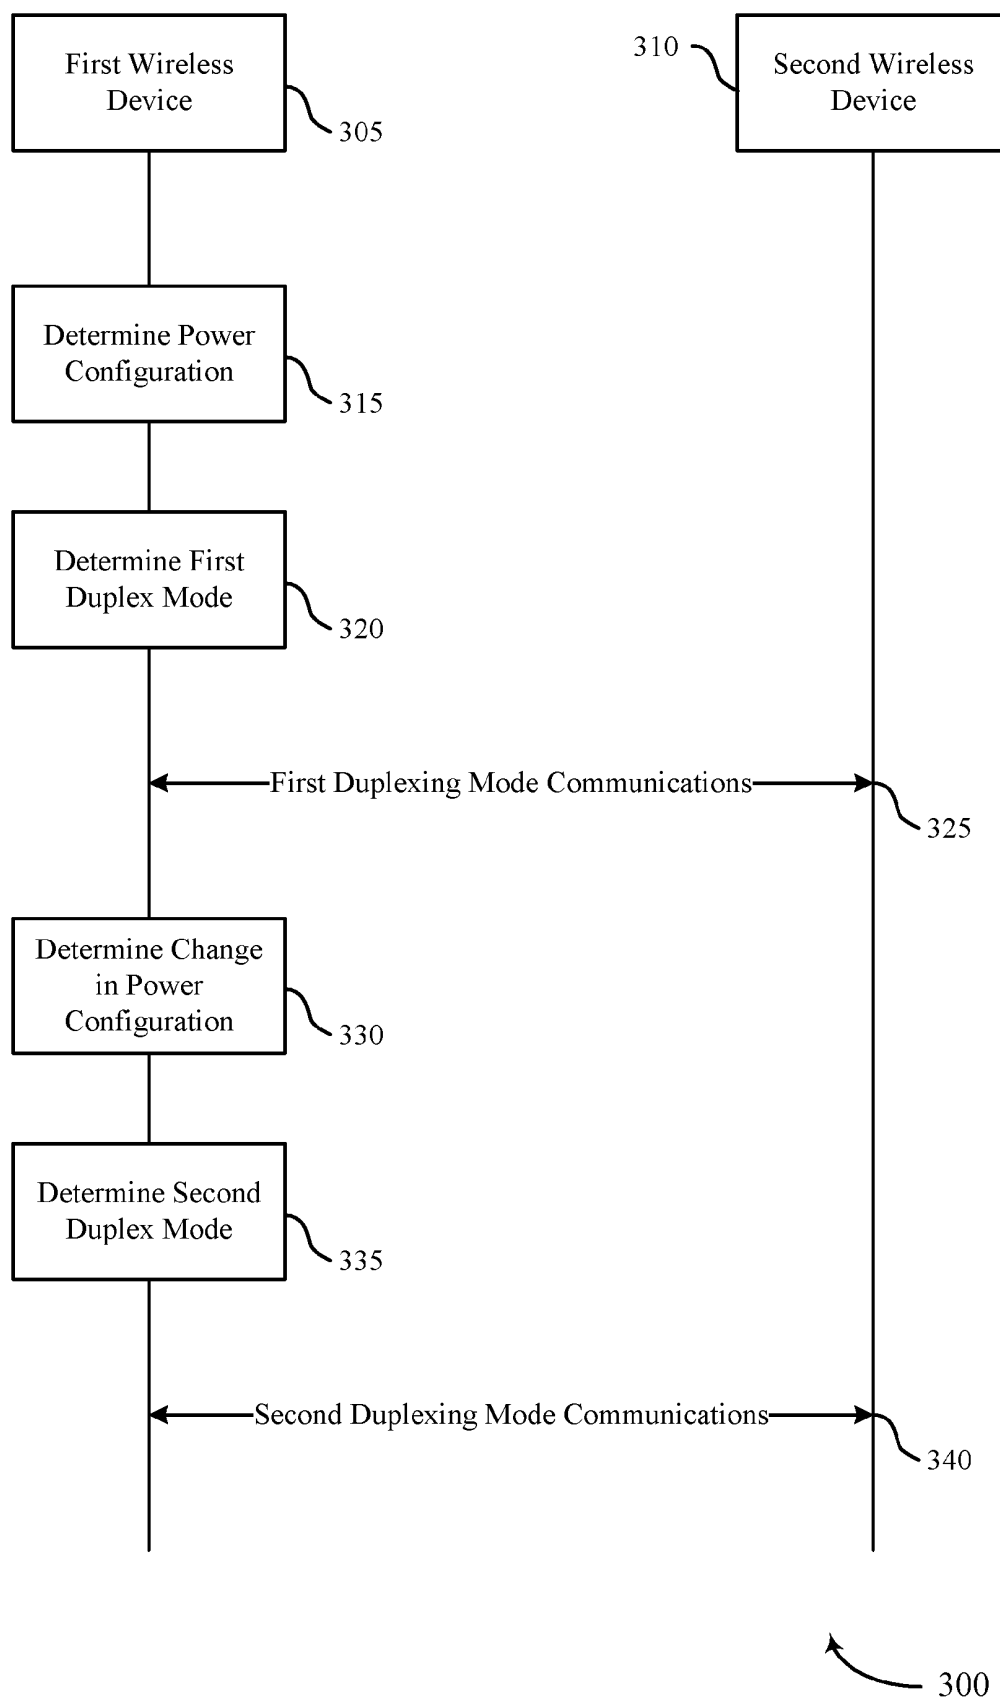 First Wireless
Device
305
310
Second Wireless
Device
Determine Power
Configuration
315
Determine First
Duplex Mode
320
First Duplexing Mode Communications
325
Determine Change
in Power
Configuration
330
Determine Second
Duplex Mode
335
Second Duplexing Mode Communications
340
300